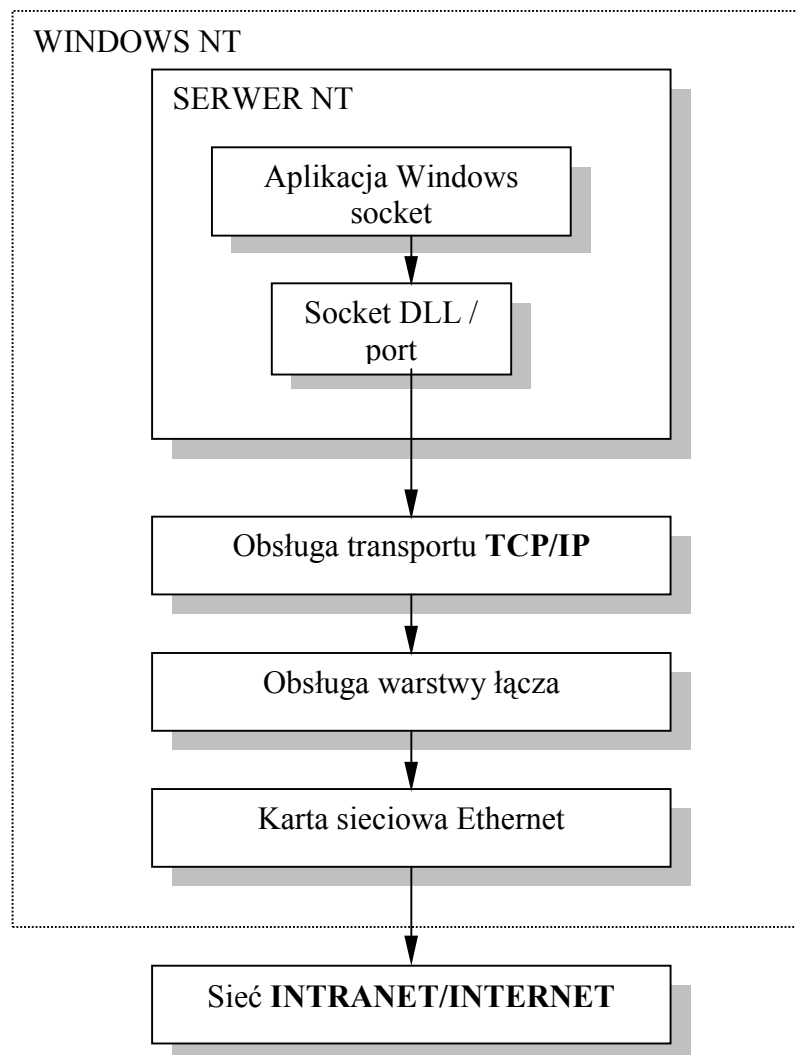 WINDOWS NT
SERWER NT
Aplikacja Windows
socket
Socket DLL /
port
Obsługa transportu TCP/IP
Obsługa warstwy łącza
Karta sieciowa Ethernet
Sieć INTRANET/INTERNET